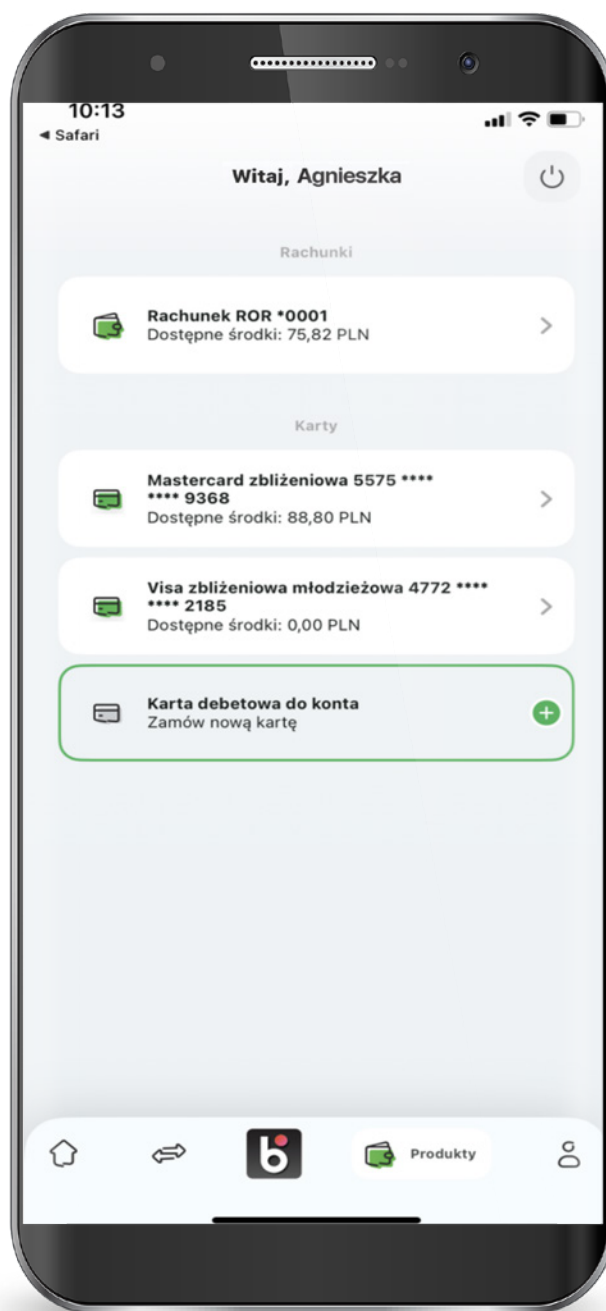 10:13
◀ Safari
Witaj, Agnieszka
Rachunki
Rachunek ROR *0001
Dostępne środki: 75,82 PLN
Karty
Mastercard zbliżeniowa 5575 ****
**** 9368
Dostępne środki: 88,80 PLN
Visa zbliżeniowa młodzieżowa 4772 ****
**** 2185
Dostępne środki: 0,00 PLN
Karta debetowa do konta
Zamów nową kartę
b
Produkty